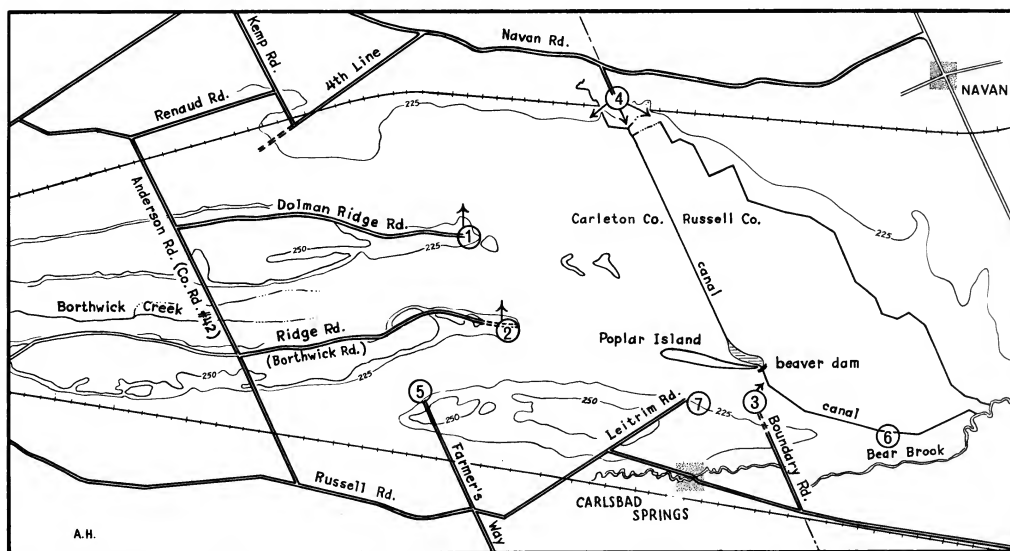 Navan Rd.
Kemp Rd.
4th Line
Renaud Rd.
225
4
NAVAN
Anderson Rd. (Co. Rd. #42)
Dolman Ridge Rd.
1
250
225
Carleton Co.
Russell Co.
225
canal
Borthwick Creek
Ridge Rd.
(Borthwick Rd.)
2
Poplar Island
beaver dam
250
225
5
250
Leitrim Rd.
7
225
3
canal
6
Bear Brook
250
Boundary Rd.
Farmer's Way
Russell Rd.
CARLSBAD
SPRINGS
A.H.